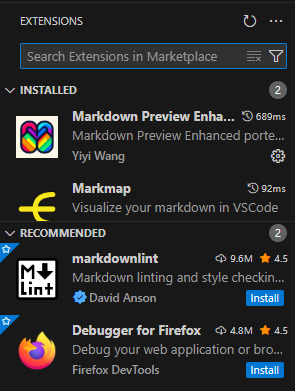 EXTENSIONS
Search Extensions in Marketplace
INSTALLED 2
Markdown Preview Enha... 689ms
Markdown Preview Enhanced porte...
Yiyi Wang
Markmap 92ms
Visualize your markdown in VSCode
RECOMMENDED 2
markdownlint 9.6M 4.5
Markdown linting and style checkin...
David Anson Install
M Lint
Debugger for Firefox 4.8M 4.5
Debug your web application or bro...
Firefox DevTools Install